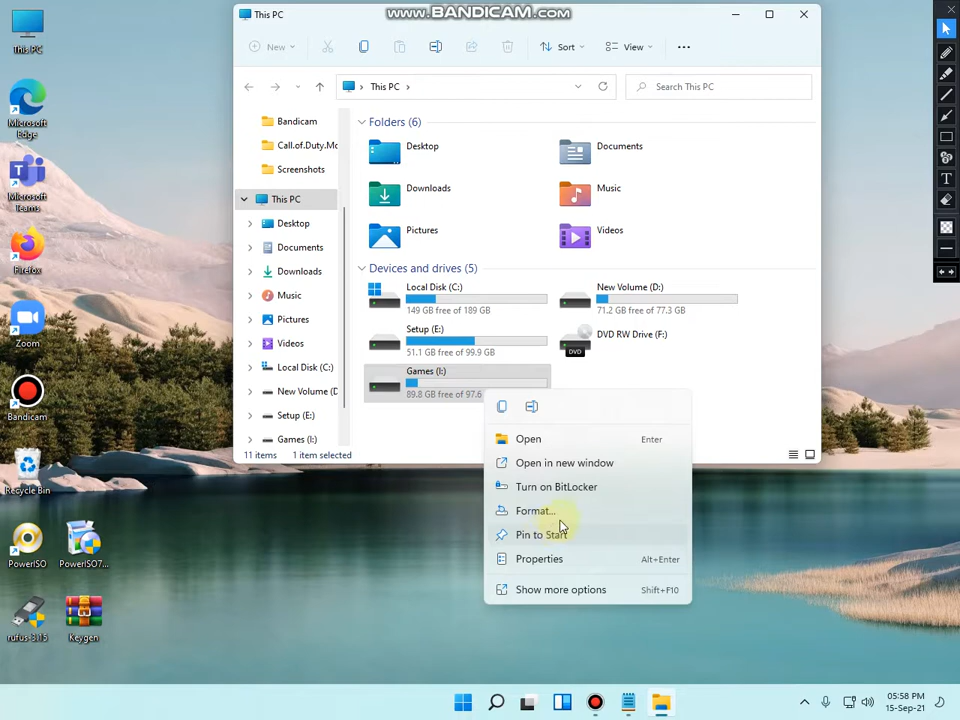 This PC
www.BANDICAM.com
New
Sort
View
This PC
Search This PC
Bandicam
Call.of.Duty.Mo
Screenshots
This PC
Desktop
Documents
Downloads
Music
Pictures
Videos
Local Disk (C:)
New Volume (D
Setup (E:)
Games (I:)
Folders (6)
Desktop
Documents
Downloads
Music
Pictures
Videos
Devices and drives (5)
Local Disk (C:)
149 GB free of 189 GB
New Volume (D:)
71.2 GB free of 77.3 GB
Setup (E:)
51.1 GB free of 99.9 GB
DVD RW Drive (F:)
DVD
Games (I:)
89.8 GB free of 97.6
11 items
1 item selected
Open Enter
Open in new window
Turn on BitLocker
Format...
Pin to Start
Properties Alt+Enter
Show more options Shift+F10
This PC
Microsoft
Edge
Microsoft
Teams
Firefox
Zoom
Bandicam
Recycle Bin
PowerISO
PowerISO7...
rufus-3.15
Keygen
T
05:58 PM
15-Sep-21